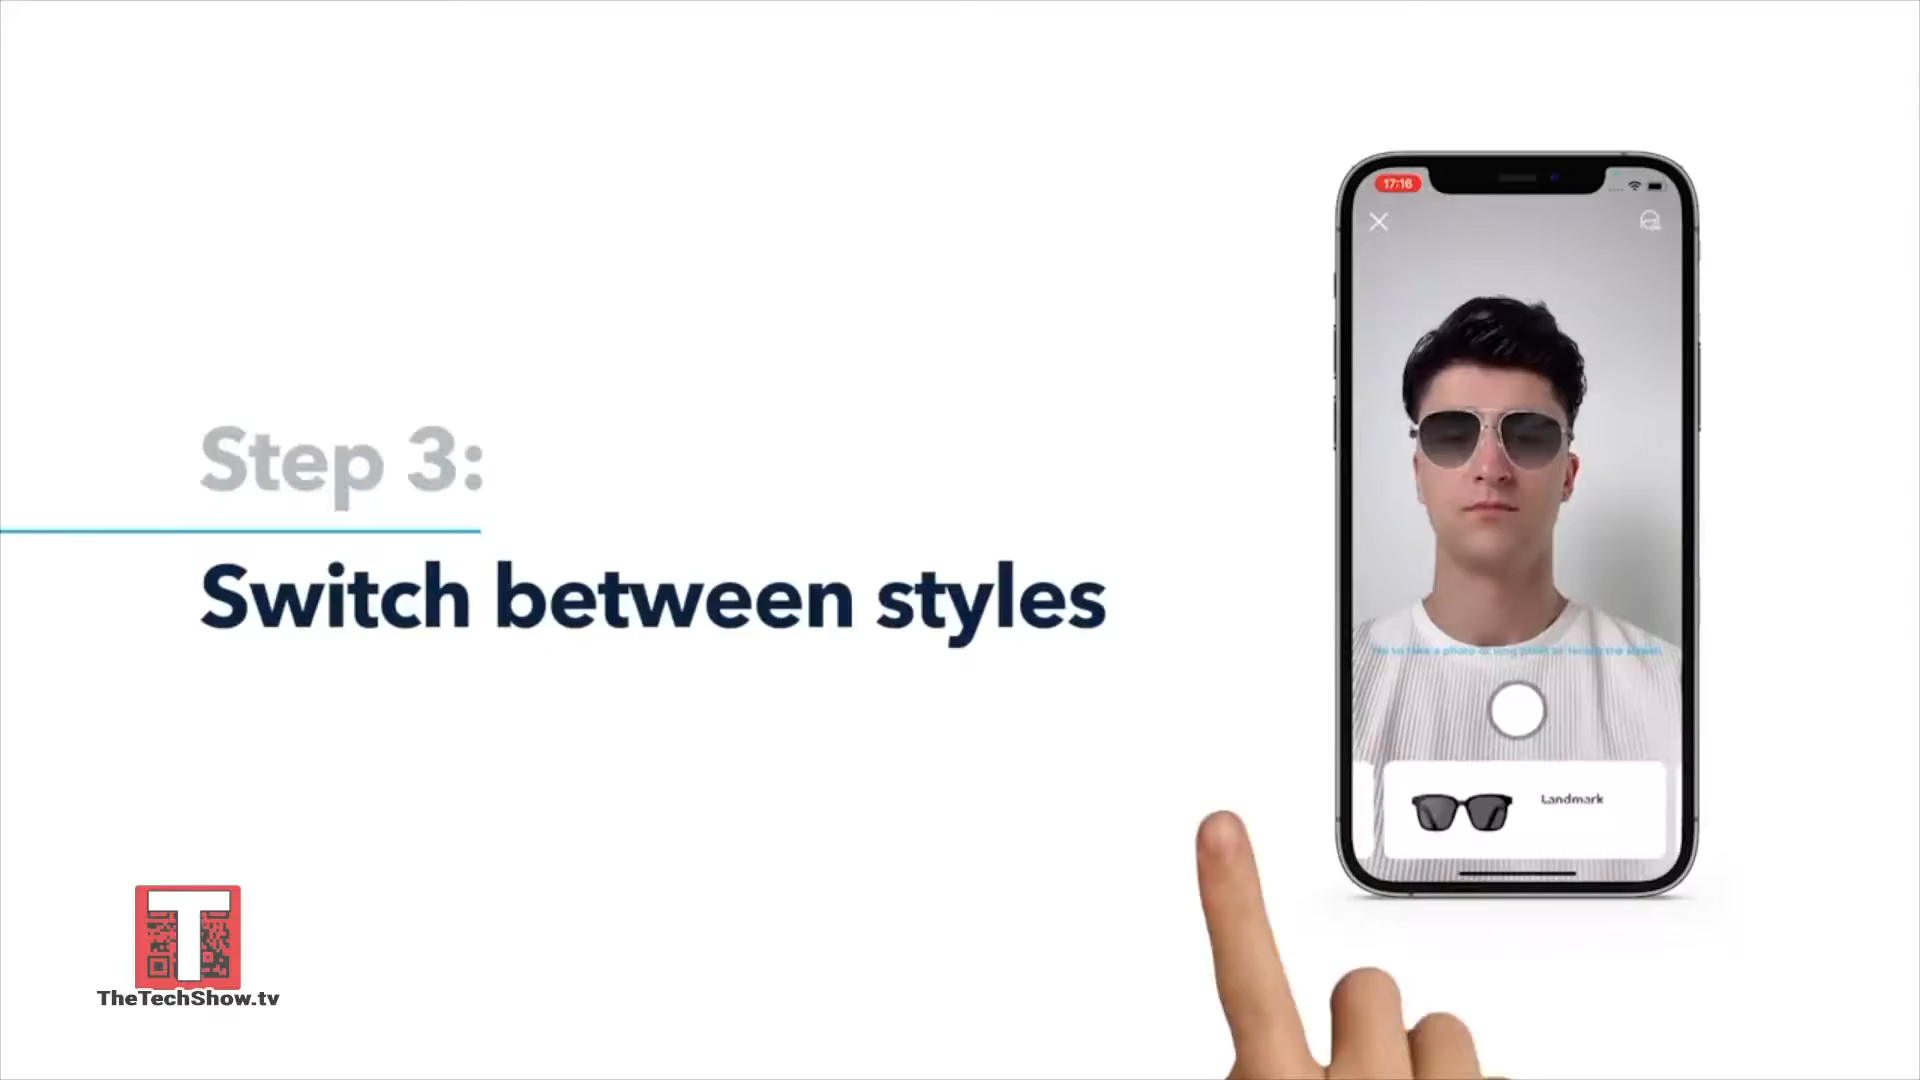 17:16
Step 3:
Switch between styles
Landmark
T
TheTechShow.tv